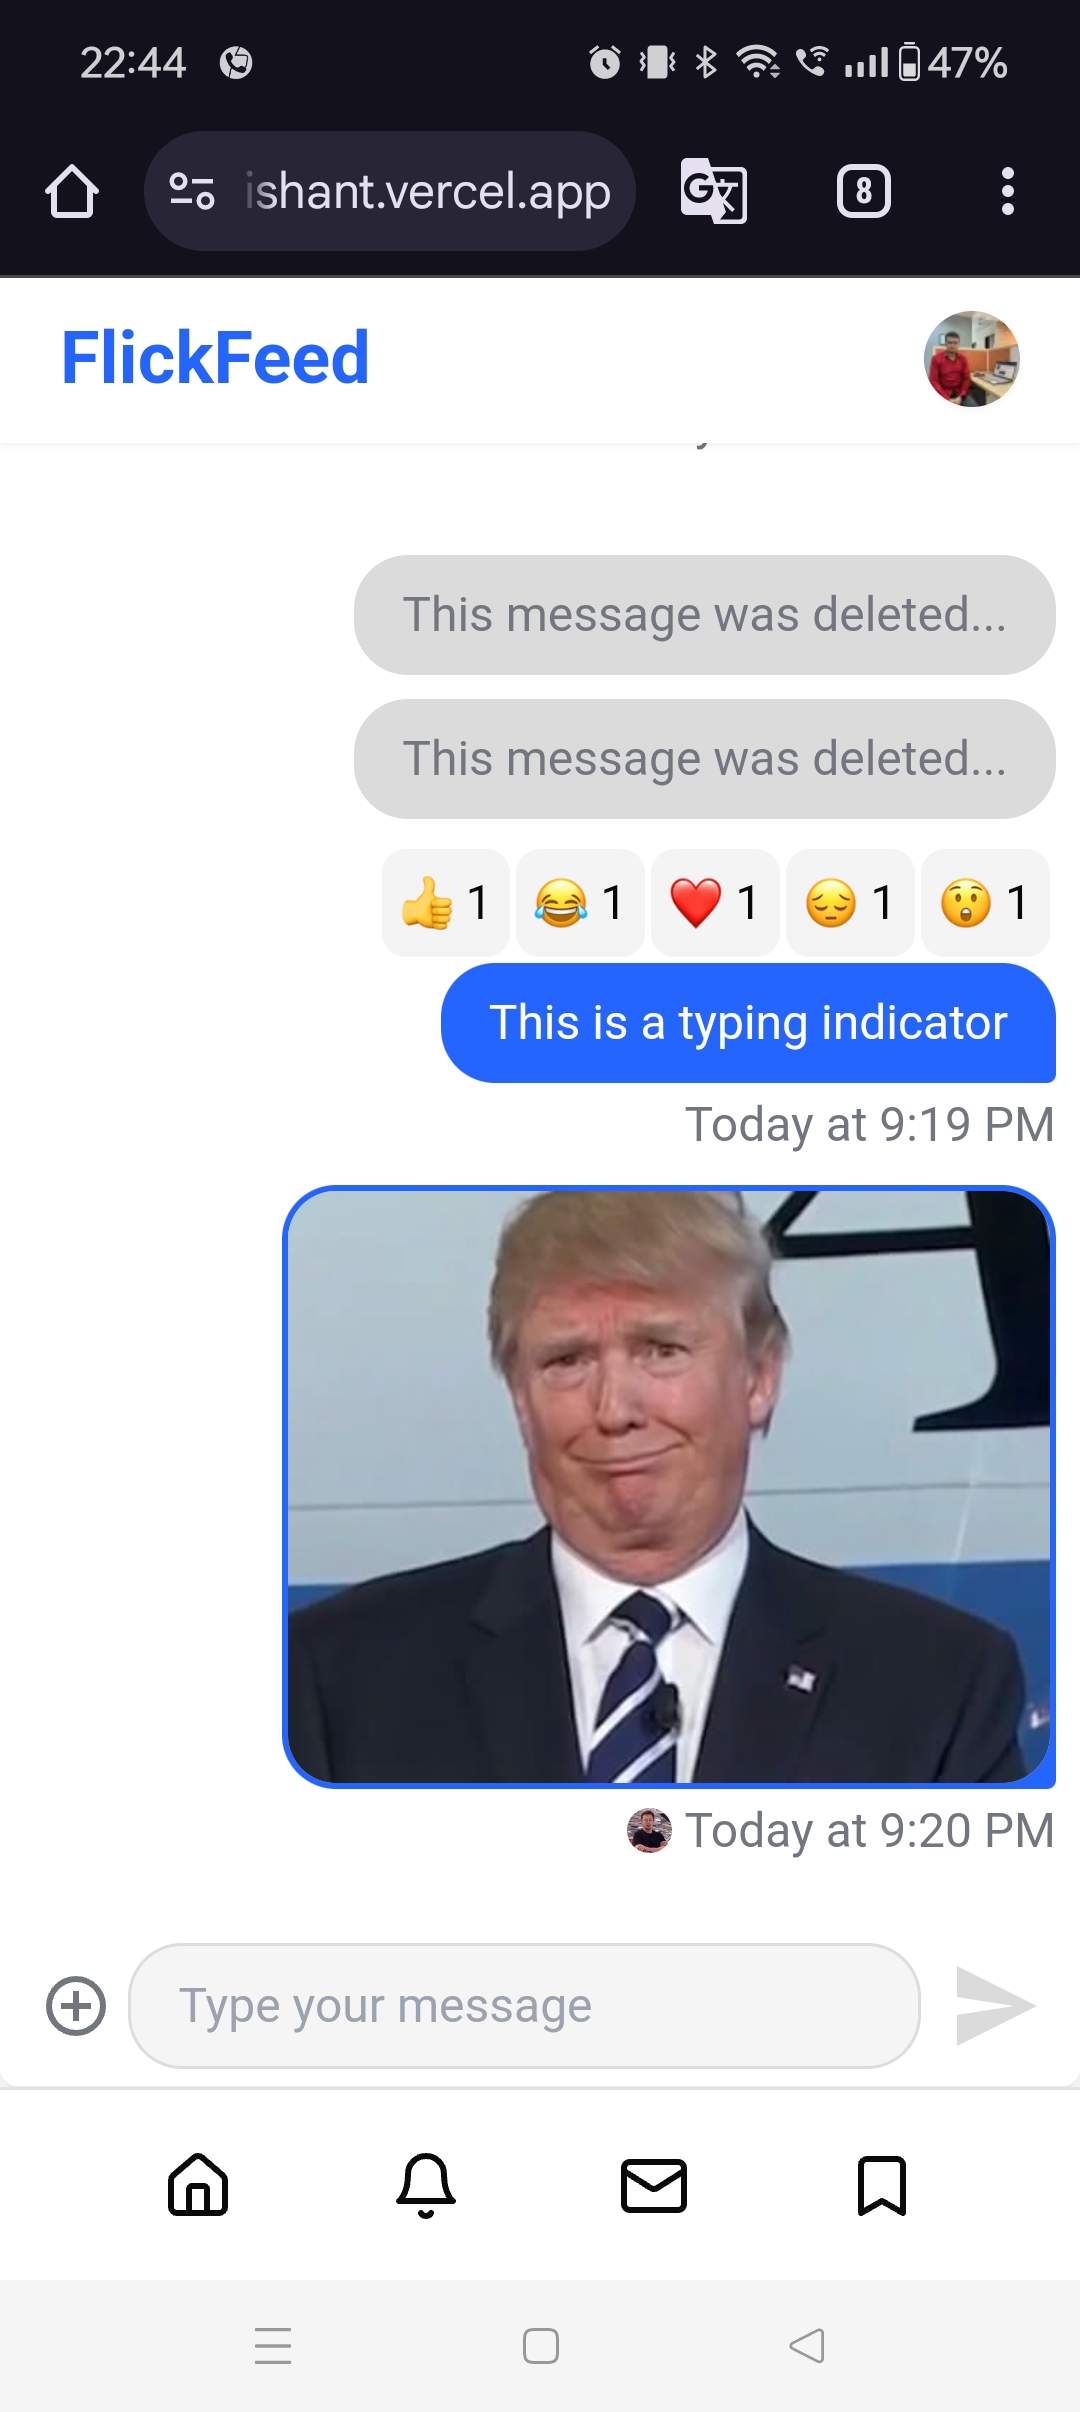 22:44
47%
ishant.vercel.app
8
FlickFeed
This message was deleted...
This message was deleted...
👍 1 😂 1 ❤️ 1 😔 1 😲 1
This is a typing indicator
Today at 9:19 PM
Today at 9:20 PM
Type your message